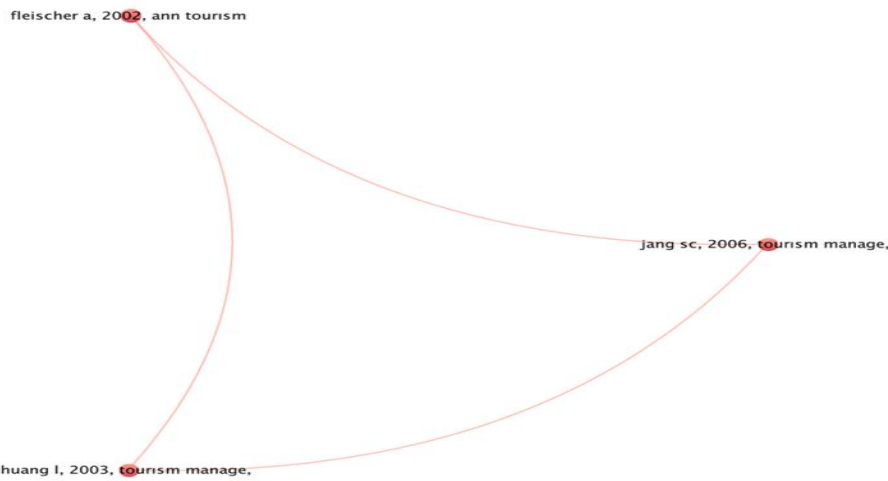 fleischer a, 2002, ann tourism
jang sc, 2006, tourism manage,
huang l, 2003, tourism manage,